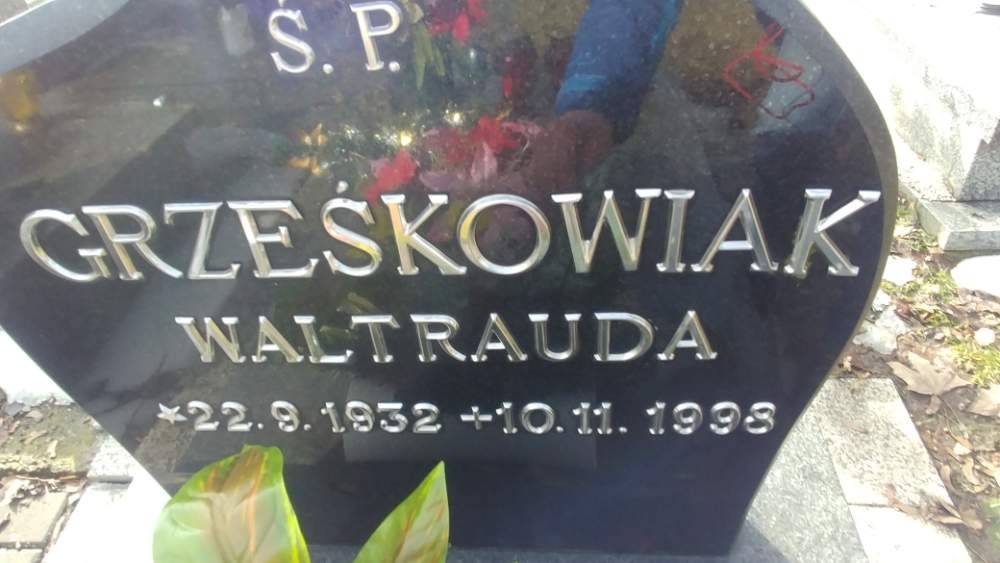 Ś. P.
GRZEŚKOWIAK
WALTRAUDA
*22.9.1932 +10.11.1998